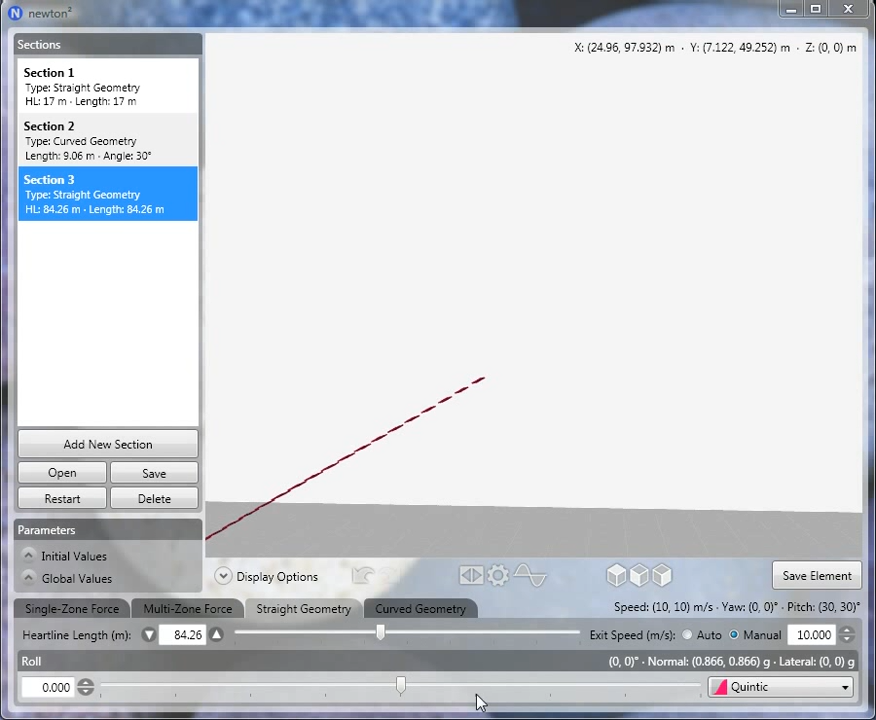 newton²
Sections
X: (24.96, 97.932) m · Y: (7.122, 49.252) m · Z: (0, 0) m
Section 1
Type: Straight Geometry
HL: 17 m · Length: 17 m
Section 2
Type: Curved Geometry
Length: 9.06 m · Angle: 30°
Section 3
Type: Straight Geometry
HL: 84.26 m · Length: 84.26 m
Add New Section
Open
Save
Restart
Delete
Parameters
Initial Values
Global Values
Display Options
Save Element
Single-Zone Force
Multi-Zone Force
Straight Geometry
Curved Geometry
Speed: (10, 10) m/s · Yaw: (0, 0)° · Pitch: (30, 30)°
Heartline Length (m):
84.26
Exit Speed (m/s):
Auto
Manual
10.000
Roll
(0, 0)° · Normal: (0.866, 0.866) g · Lateral: (0, 0) g
0.000
Quintic